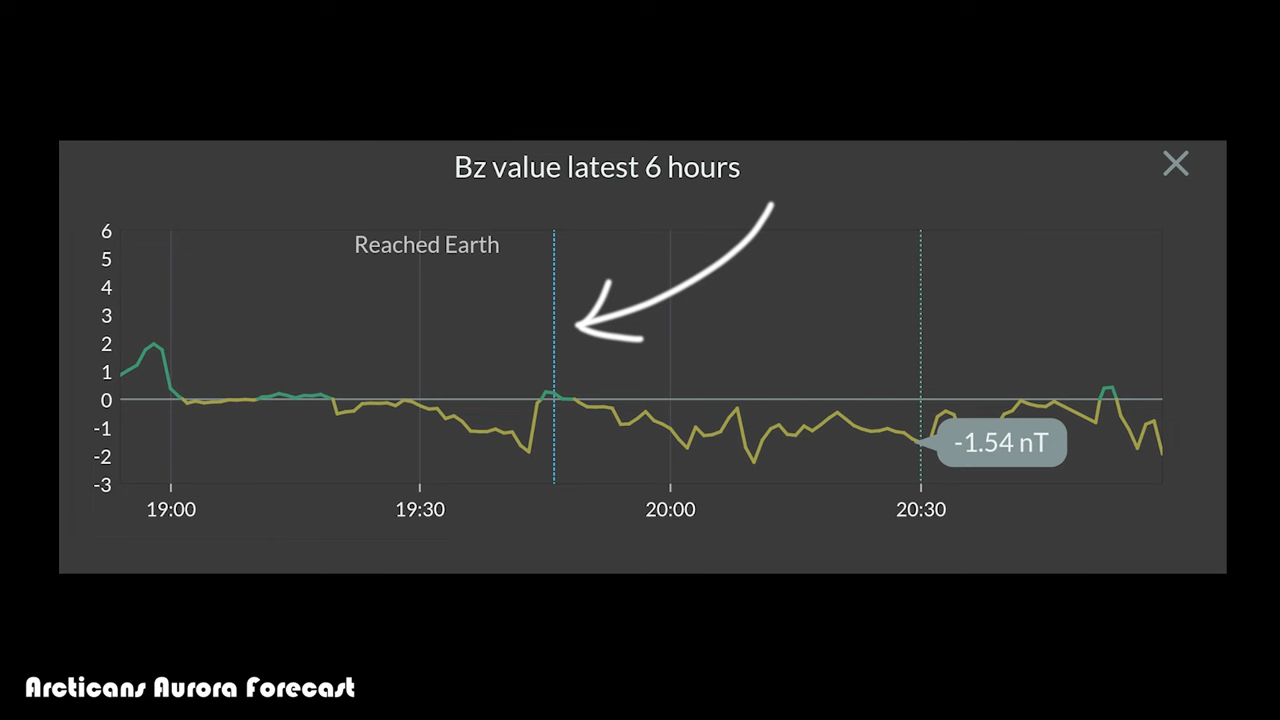 Bz value latest 6 hours
Reached Earth
6
5
4
3
2
1
0
-1
-2
-3
-1.54 nT
19:00 19:30 20:00 20:30
Arcticans Aurora Forecast